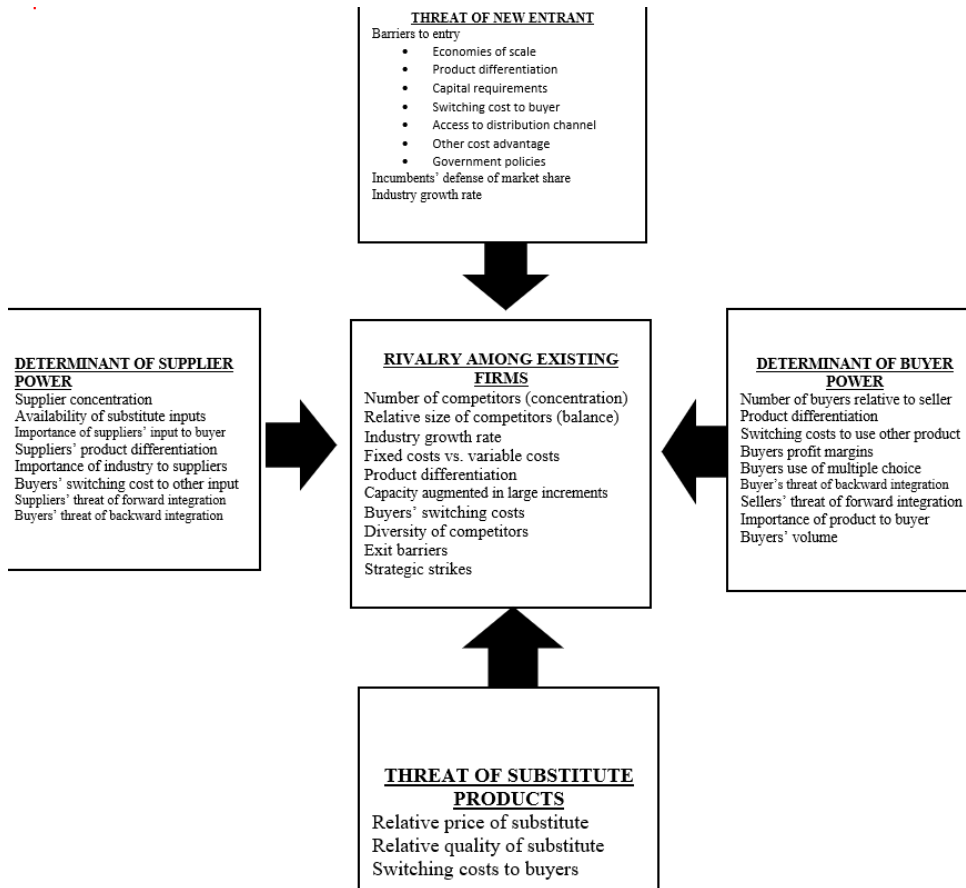 THREAT OF NEW ENTRANT
Barriers to entry
• Economies of scale
• Product differentiation
• Capital requirements
• Switching cost to buyer
• Access to distribution channel
• Other cost advantage
• Government policies
Incumbents’ defense of market share
Industry growth rate
DETERMINANT OF SUPPLIER
POWER
Supplier concentration
Availability of substitute inputs
Importance of suppliers’ input to buyer
Suppliers’ product differentiation
Importance of industry to suppliers
Buyers’ switching cost to other input
Suppliers’ threat of forward integration
Buyers’ threat of backward integration
RIVALRY AMONG EXISTING
FIRMS
Number of competitors (concentration)
Relative size of competitors (balance)
Industry growth rate
Fixed costs vs. variable costs
Product differentiation
Capacity augmented in large increments
Buyers’ switching costs
Diversity of competitors
Exit barriers
Strategic strikes
DETERMINANT OF BUYER
POWER
Number of buyers relative to seller
Product differentiation
Switching costs to use other product
Buyers profit margins
Buyers use of multiple choice
Buyer’s threat of backward integration
Sellers’ threat of forward integration
Importance of product to buyer
Buyers’ volume
THREAT OF SUBSTITUTE
PRODUCTS
Relative price of substitute
Relative quality of substitute
Switching costs to buyers